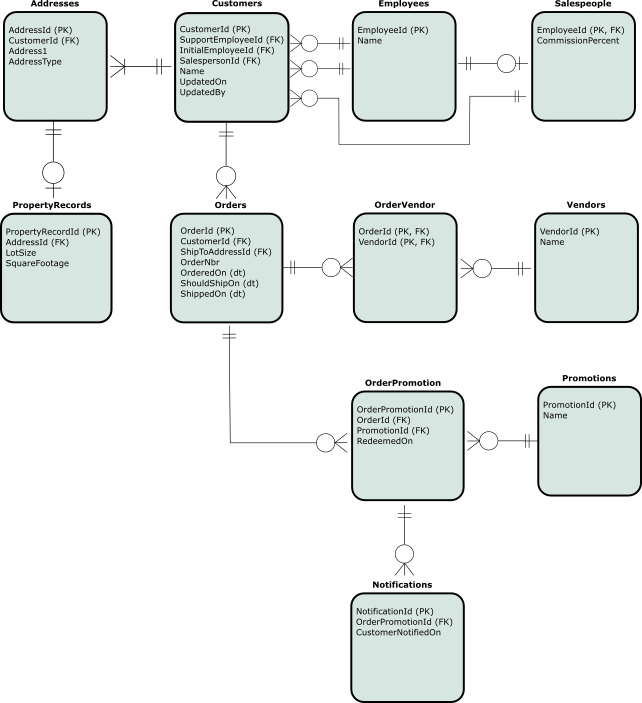 Addresses
AddressId (PK)
CustomerId (FK)
Address1
AddressType
Customers
CustomerId (PK)
SupportEmployeeId (FK)
InitialEmployeeId (FK)
SalespersonId (FK)
Name
UpdatedOn
UpdatedBy
Employees
EmployeeId (PK)
Name
Salespeople
EmployeeId (PK, FK)
CommissionPercent
PropertyRecords
PropertyRecordId (PK)
AddressId (FK)
LotSize
SquareFootage
Orders
OrderId (PK)
CustomerId (FK)
ShipToAddressId (FK)
OrderNbr
OrderedOn (dt)
ShouldShipOn (dt)
ShippedOn (dt)
OrderVendor
OrderId (PK, FK)
VendorId (PK, FK)
Vendors
VendorId (PK)
Name
OrderPromotion
OrderPromotionId (PK)
OrderId (FK)
PromotionId (FK)
RedeemedOn
Promotions
PromotionId (PK)
Name
Notifications
NotificationId (PK)
OrderPromotionId (FK)
CustomerNotifiedOn